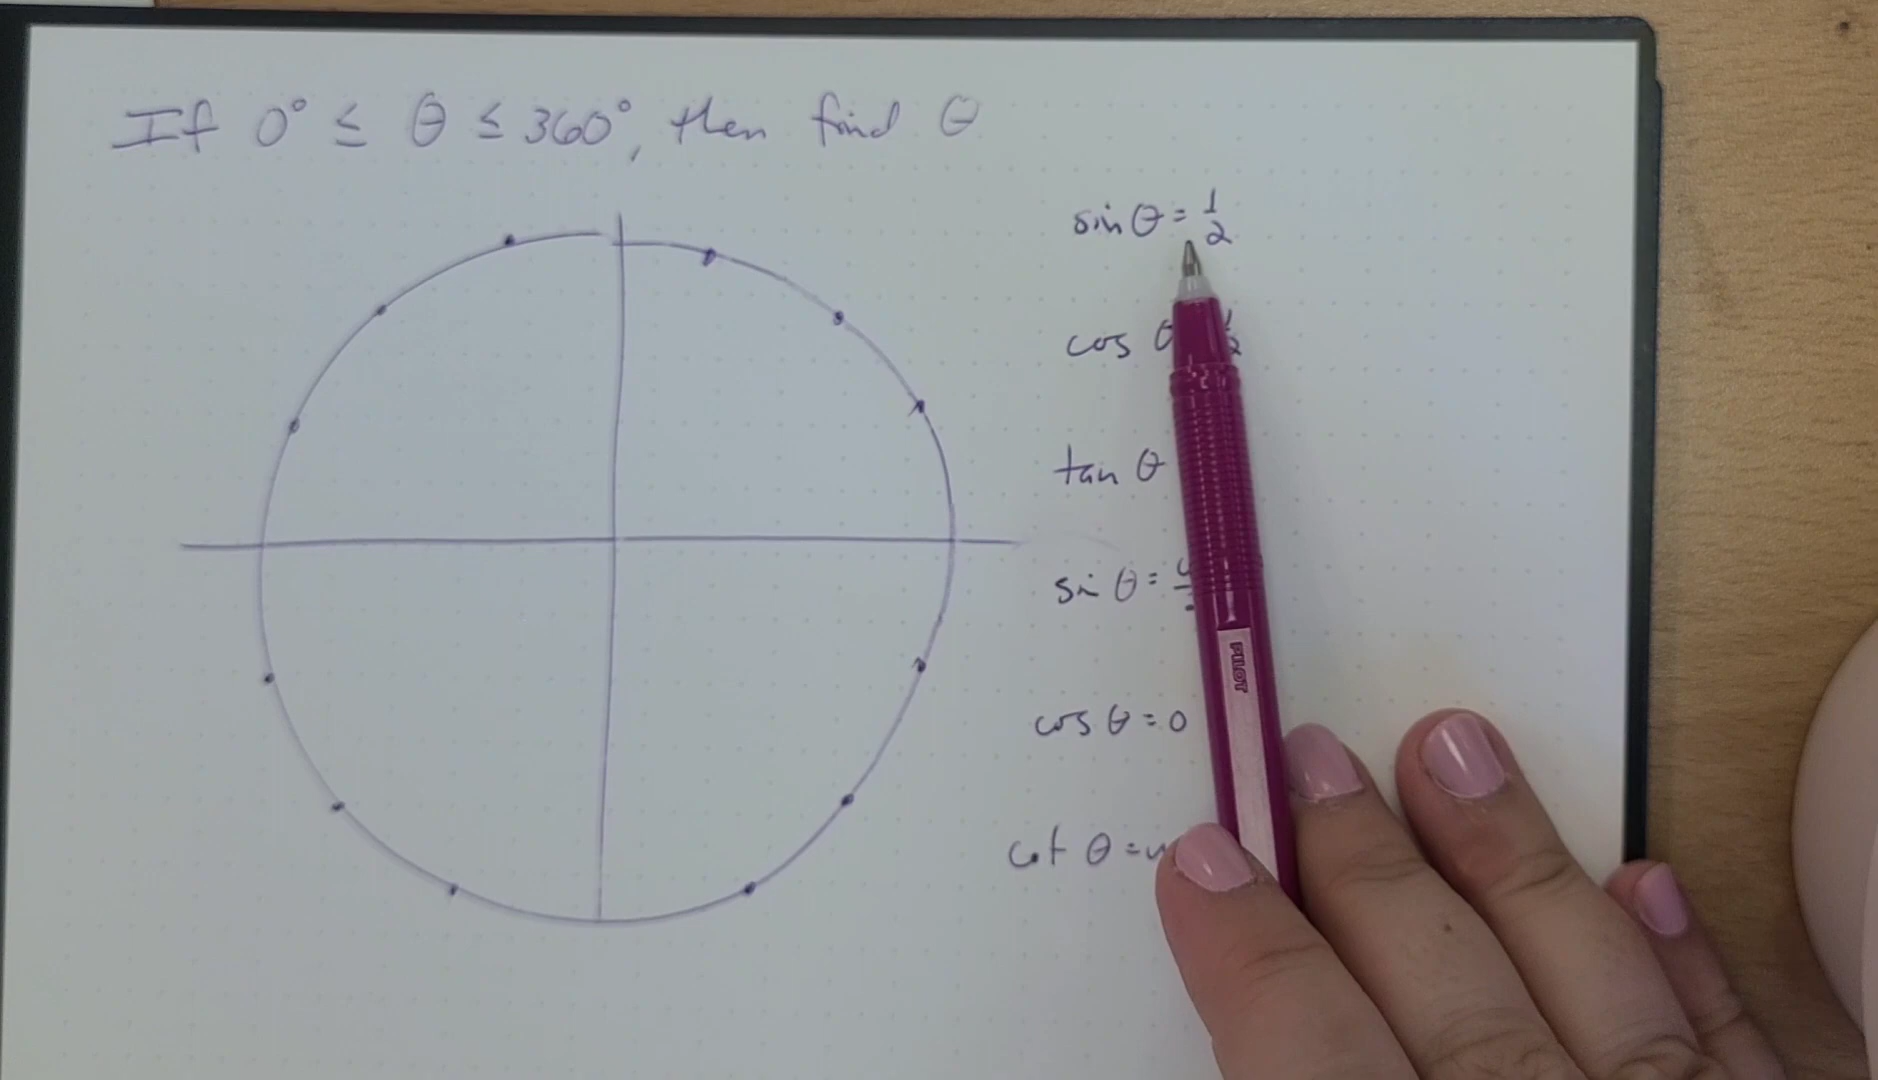 If 0° ≤ θ ≤ 360°, then find θ
sin θ = 1/2
cos θ
tan θ
sin θ =
cos θ = 0
cot θ =
PILOT